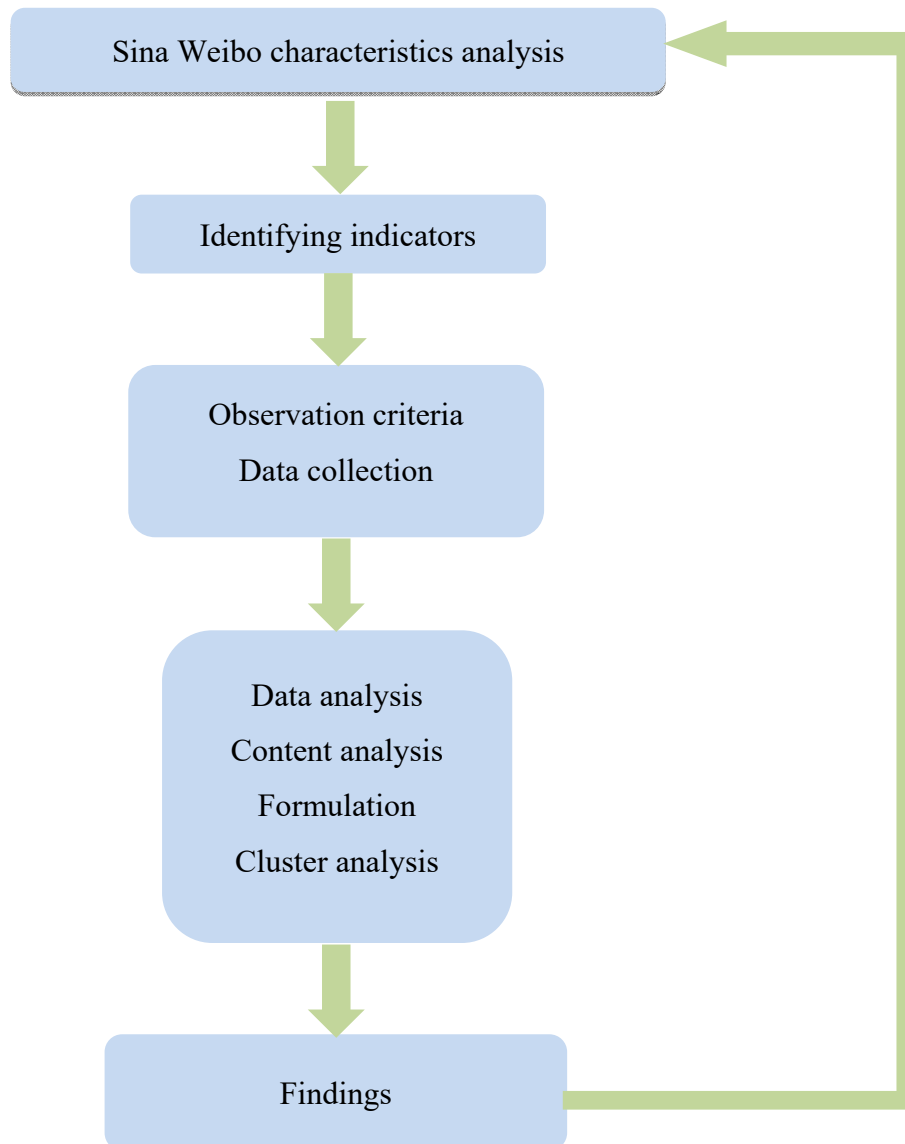 Sina Weibo characteristics analysis
Identifying indicators
Observation criteria
Data collection
Data analysis
Content analysis
Formulation
Cluster analysis
Findings